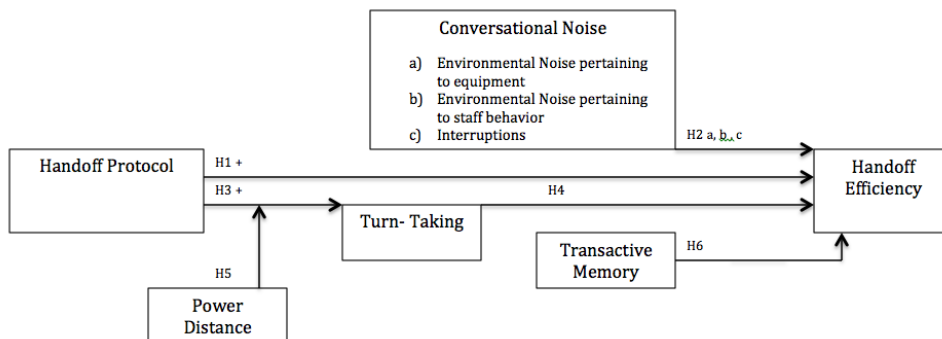 Conversational Noise
a) Environmental Noise pertaining
to equipment
b) Environmental Noise pertaining
to staff behavior
c) Interruptions
H2 a, b., c
Handoff Protocol
H1 +
H3 +
H4
Handoff
Efficiency
Turn- Taking
Transactive
Memory
H6
H5
Power
Distance